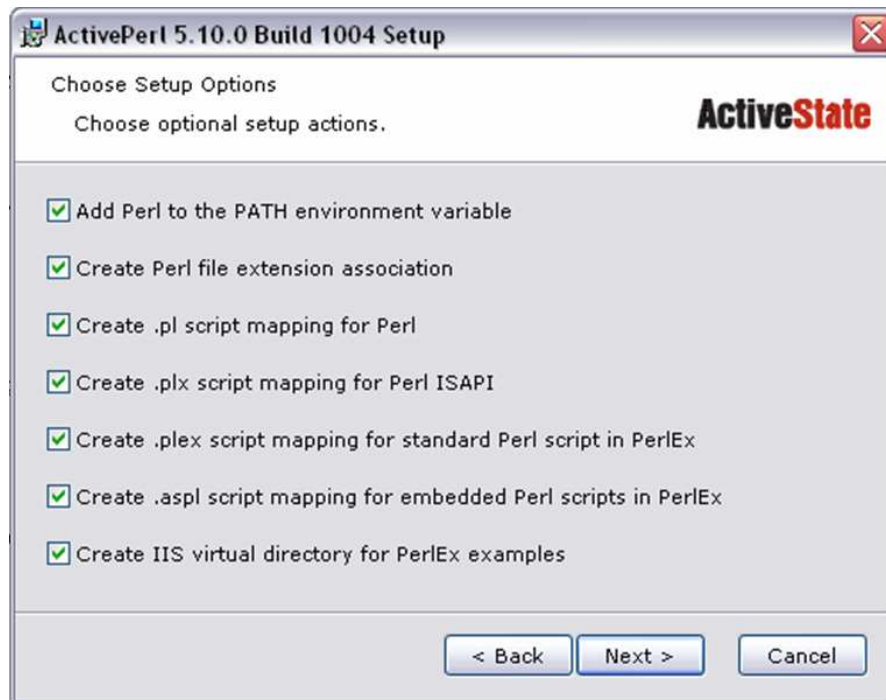 ActivePerl 5.10.0 Build 1004 Setup
Choose Setup Options
Choose optional setup actions.
ActiveState
Add Perl to the PATH environment variable
Create Perl file extension association
Create .pl script mapping for Perl
Create .plx script mapping for Perl ISAPI
Create .plex script mapping for standard Perl script in PerlEx
Create .aspl script mapping for embedded Perl scripts in PerlEx
Create IIS virtual directory for PerlEx examples
< Back Next > Cancel